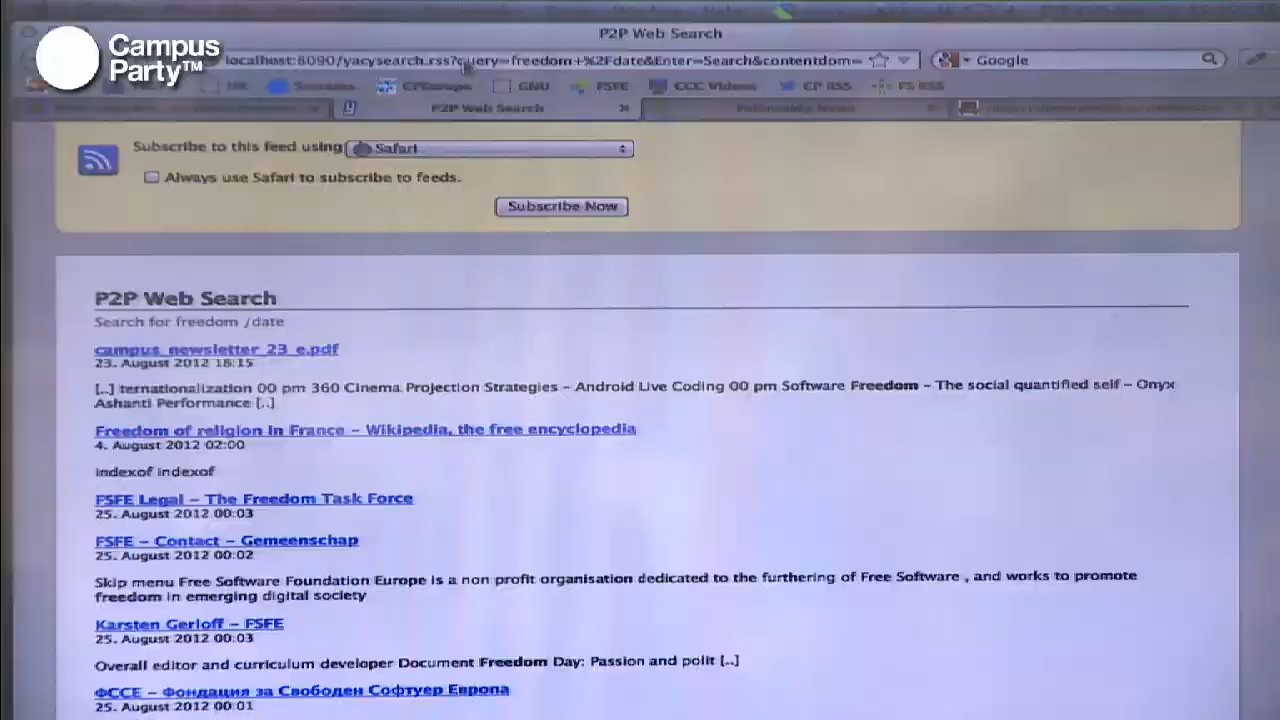 Campus
Party™
P2P Web Search
localhost:8090/yacysearch.rss?query=freedom+%2Fdate&Enter=Search&contentdom=
Google
CPEurope
GNU
FSFE
CCC Videos
CP RSS
FS RSS
P2P Web Search
Subscribe to this feed using
Safari
Always use Safari to subscribe to feeds.
Subscribe Now
P2P Web Search
Search for freedom /date
campus_newsletter_23_e.pdf
23. August 2012 18:15
[..] ternationalization 00 pm 360 Cinema Projection Strategies – Android Live Coding 00 pm Software Freedom – The social quantified self – Onyx
Ashanti Performance [..]
Freedom of religion in France – Wikipedia, the free encyclopedia
4. August 2012 02:00
indexof indexof
FSFE Legal – The Freedom Task Force
25. August 2012 00:03
FSFE – Contact – Gemeenschap
25. August 2012 00:02
Skip menu Free Software Foundation Europe is a non profit organisation dedicated to the furthering of Free Software , and works to promote
freedom in emerging digital society
Karsten Gerloff – FSFE
25. August 2012 00:03
Overall editor and curriculum developer Document Freedom Day: Passion and polit [..]
ФССЕ – Фондация за Свободен Софтуер Европа
25. August 2012 00:01